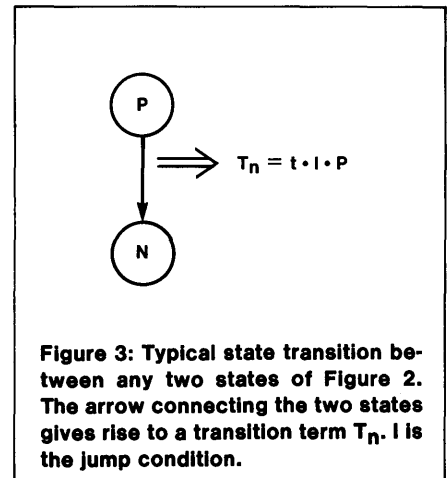 P
Tn = t • I • P
N
Figure 3: Typical state transition be-
tween any two states of Figure 2.
The arrow connecting the two states
gives rise to a transition term Tn. I is
the jump condition.